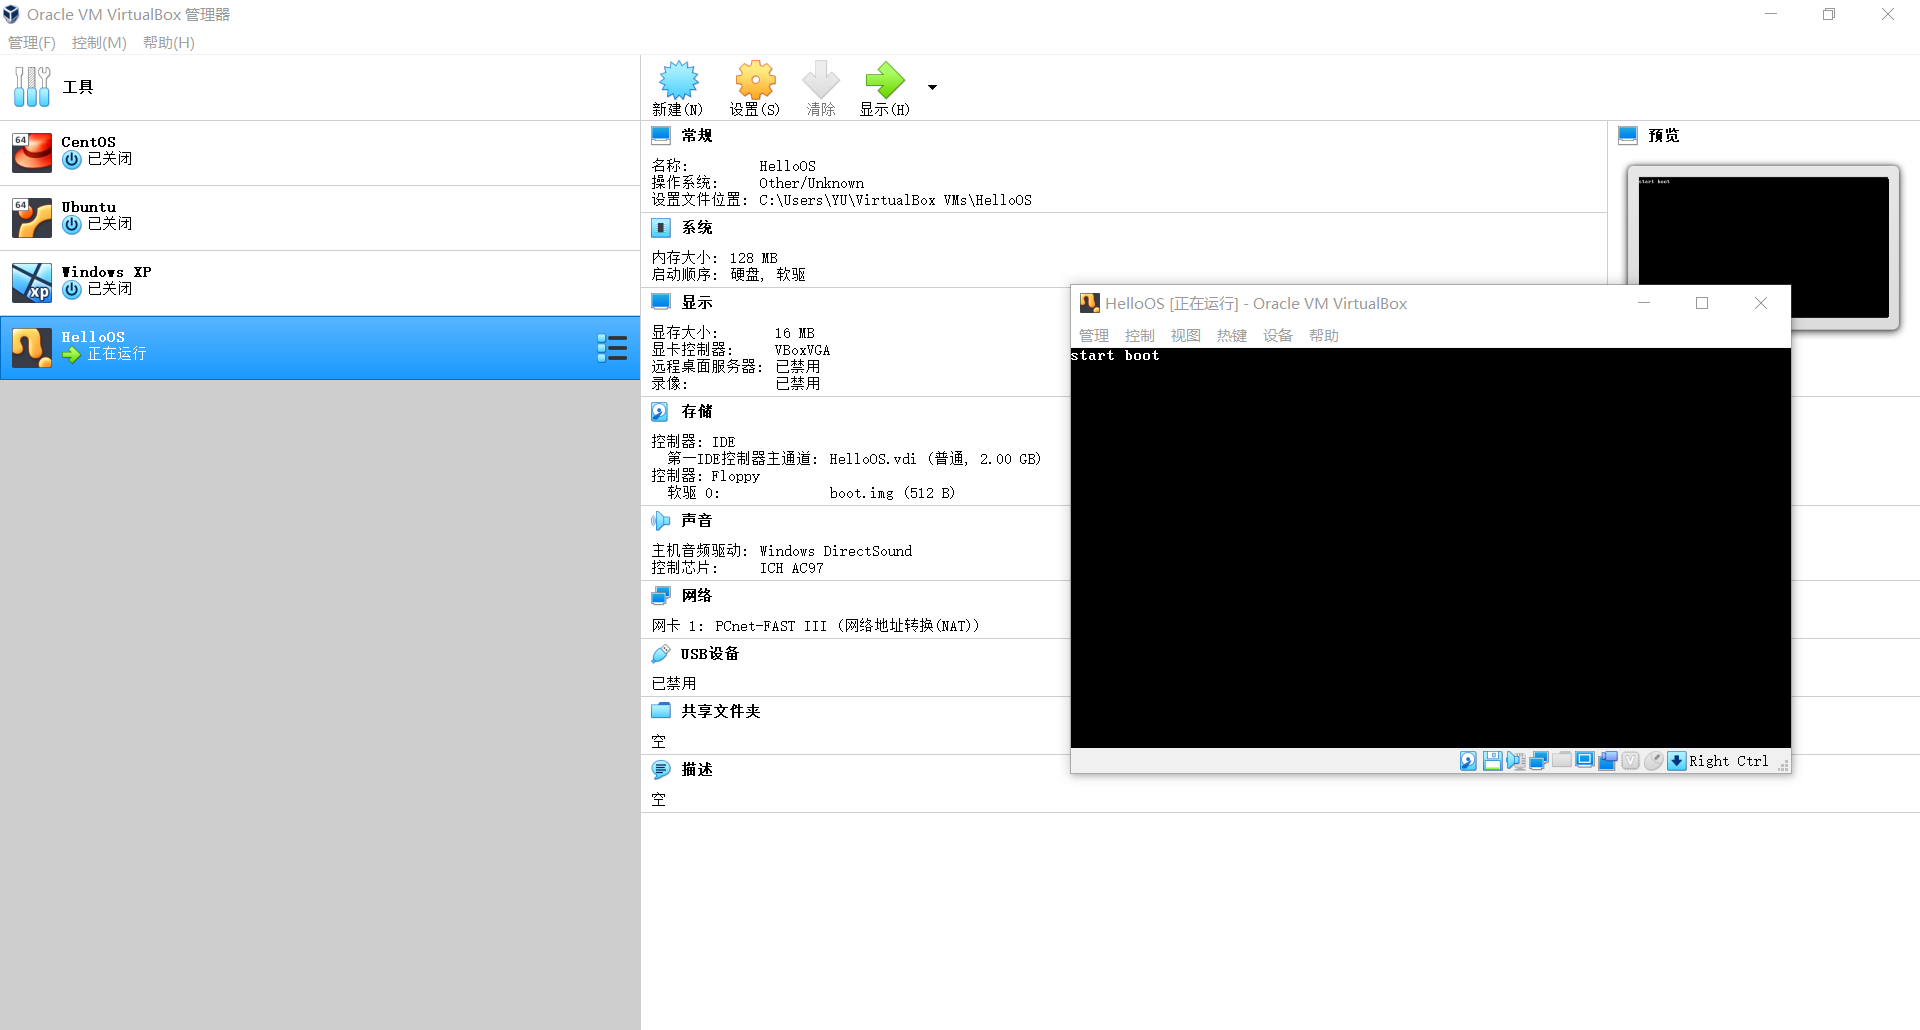 Oracle VM VirtualBox 管理器
管理(F) 控制(M) 帮助(H)
工具
新建(N) 设置(S) 清除 显示(H)
64
CentOS
已关闭
64
Ubuntu
已关闭
xp
Windows XP
已关闭
HelloOS
正在运行
常规
名称: HelloOS
操作系统: Other/Unknown
设置文件位置: C:\Users\YU\VirtualBox VMs\HelloOS
系统
内存大小: 128 MB
启动顺序: 硬盘, 软驱
显示
显存大小: 16 MB
显卡控制器: VBoxVGA
远程桌面服务器: 已禁用
录像: 已禁用
存储
控制器: IDE
第一IDE控制器主通道: HelloOS.vdi (普通, 2.00 GB)
控制器: Floppy
软驱 0: boot.img (512 B)
声音
主机音频驱动: Windows DirectSound
控制芯片: ICH AC97
网络
网卡 1: PCnet-FAST III (网络地址转换(NAT))
USB设备
已禁用
共享文件夹
空
描述
空
预览
start boot
HelloOS [正在运行] - Oracle VM VirtualBox
管理 控制 视图 热键 设备 帮助
start boot
Right Ctrl